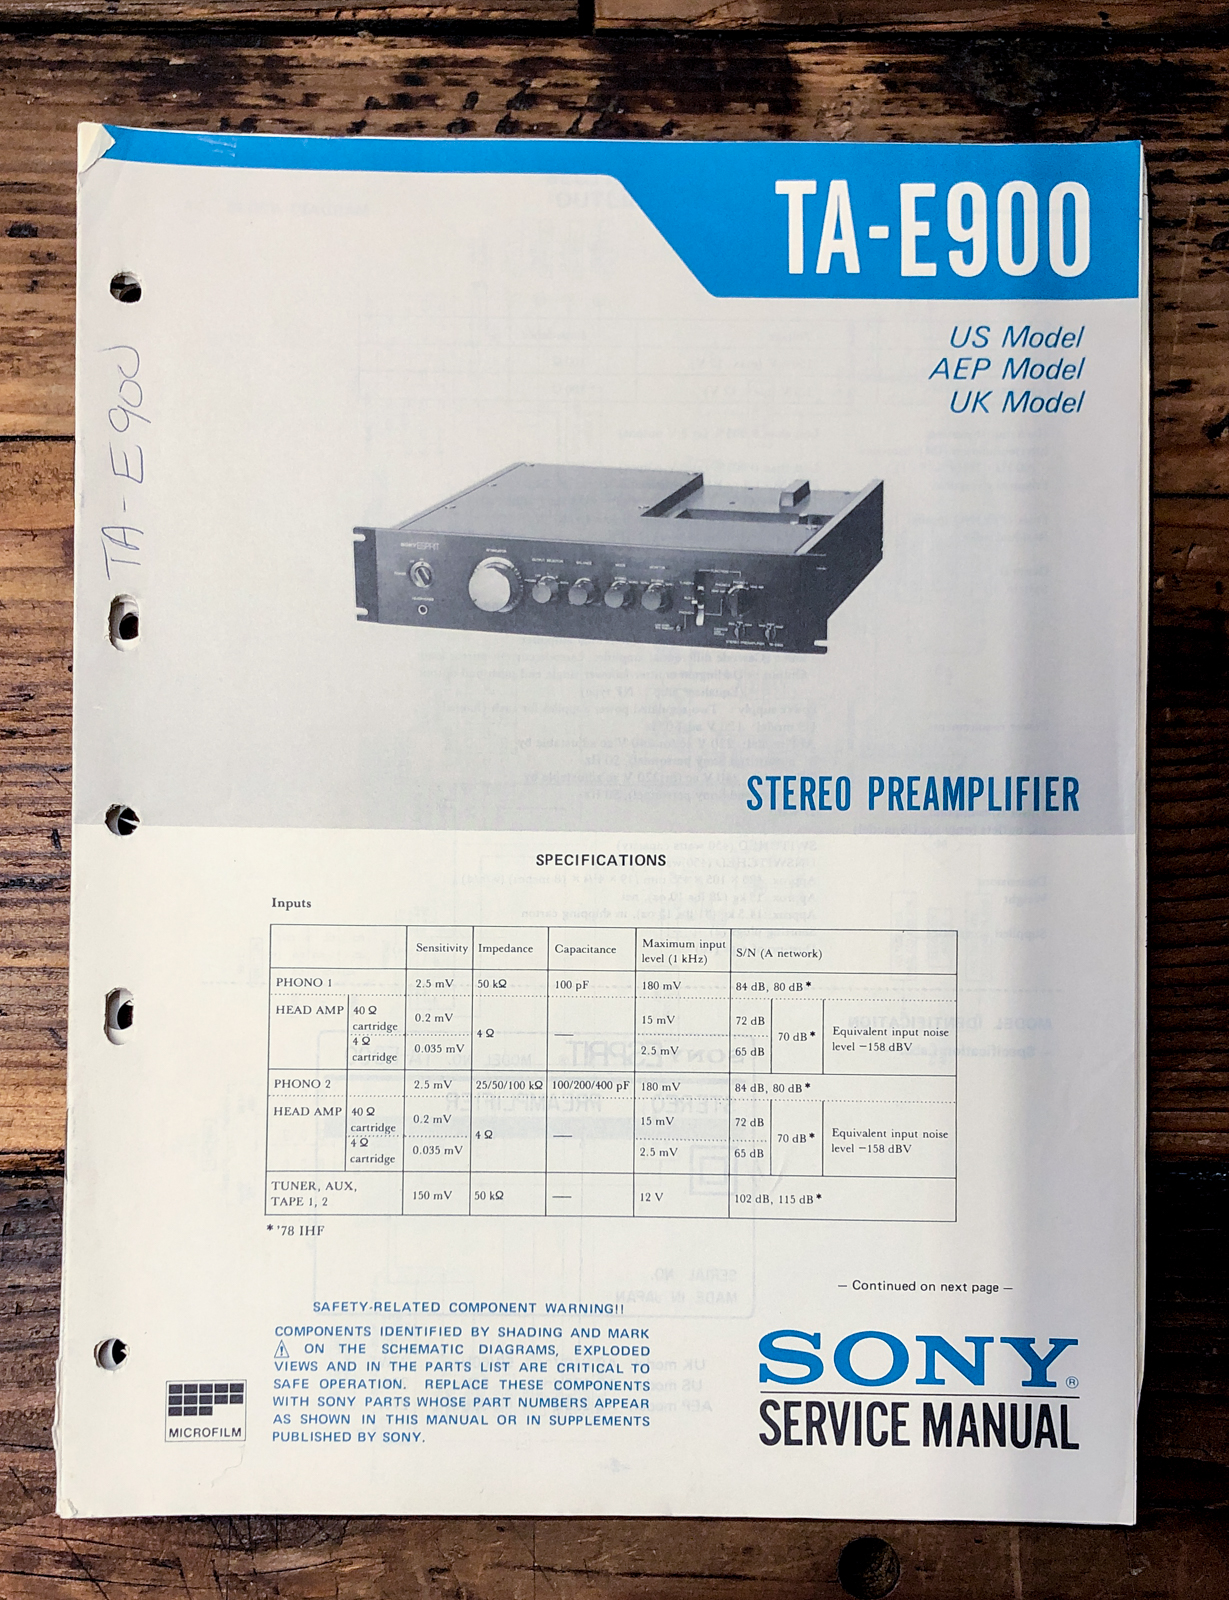 TA-E900
US Model
AEP Model
UK Model
TA-E900
SONY ESPRIT
STEREO PREAMPLIFIER
SPECIFICATIONS
Inputs
Sensitivity Impedance Capacitance Maximum input level (1 kHz) S/N (A network)
PHONO 1 2.5 mV 50 kΩ 100 pF 180 mV 84 dB, 80 dB*
HEAD AMP 40 Ω cartridge 0.2 mV 4 Ω — 15 mV 72 dB 70 dB* Equivalent input noise level −158 dBV
4 Ω cartridge 0.035 mV 2.5 mV 65 dB
PHONO 2 2.5 mV 25/50/100 kΩ 100/200/400 pF 180 mV 84 dB, 80 dB*
HEAD AMP 40 Ω cartridge 0.2 mV 4 Ω — 15 mV 72 dB 70 dB* Equivalent input noise level −158 dBV
4 Ω cartridge 0.035 mV 2.5 mV 65 dB
TUNER, AUX, TAPE 1, 2 150 mV 50 kΩ — 12 V 102 dB, 115 dB*
* '78 IHF
— Continued on next page —
SAFETY-RELATED COMPONENT WARNING!!
COMPONENTS IDENTIFIED BY SHADING AND MARK
⚠ ON THE SCHEMATIC DIAGRAMS, EXPLODED
VIEWS AND IN THE PARTS LIST ARE CRITICAL TO
SAFE OPERATION. REPLACE THESE COMPONENTS
WITH SONY PARTS WHOSE PART NUMBERS APPEAR
AS SHOWN IN THIS MANUAL OR IN SUPPLEMENTS
PUBLISHED BY SONY.
MICROFILM
SONY®
SERVICE MANUAL